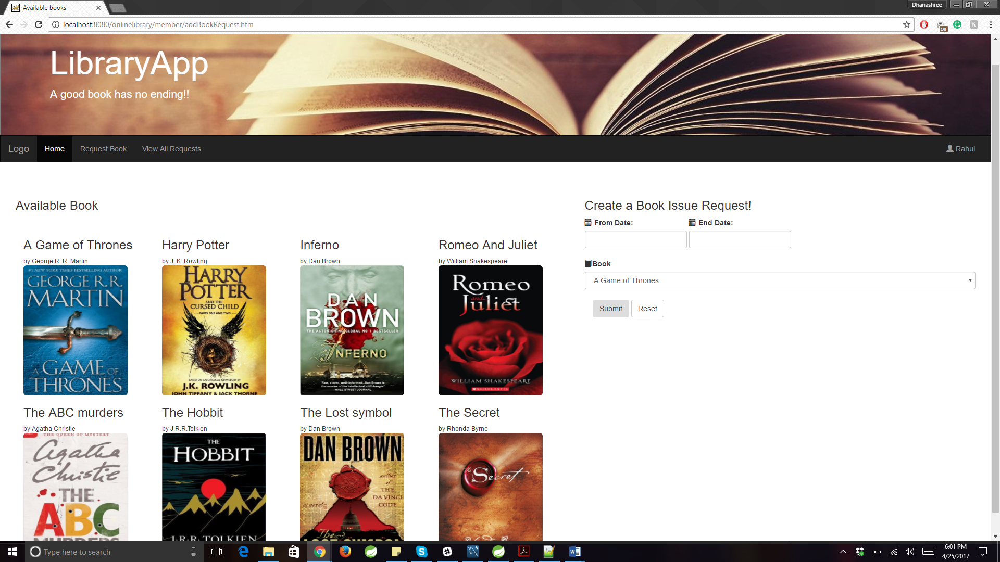 Available books
Dhanashree
localhost:8080/onlinelibrary/member/addBookRequest.htm
Off
LibraryApp
A good book has no ending!!
Logo
Home
Request Book
View All Requests
Rahul
Available Book
A Game of Thrones
by George R. R. Martin
#1 NEW YORK TIMES BESTSELLING AUTHOR
GEORGE R.R.
MARTIN
A GAME OF
THRONES
Harry Potter
by J. K. Rowling
HARRY
POTTER
AND THE
CURSED CHILD
PARTS ONE AND TWO
BASED ON AN ORIGINAL NEW STORY BY
J.K. ROWLING
JOHN TIFFANY & JACK THORNE
Inferno
by Dan Brown
DAN
BROWN
THE ASTONISHING GLOBAL NO 1 BESTSELLER
INFERNO
'Fast, clever, well-informed...Dan Brown is
the master of the intellectual cliff-hanger'
WALL STREET JOURNAL
Romeo And Juliet
by William Shakespeare
Romeo
and
Juliet
WILLIAM SHAKESPEARE
SCHOLASTIC
The ABC murders
by Agatha Christie
THE QUEEN OF MYSTERY
Agatha
Christie
THE
ABC
MURDERS
The Hobbit
by J.R.R.Tolkien
THE
HOBBIT
J.R.R. TOLKIEN
The Lost symbol
by Dan Brown
DAN BROWN
author
of
THE
DA VINCI
CODE
a novel
The
LOST SYMBOL
The Secret
by Rhonda Byrne
the
Secret
Create a Book Issue Request!
From Date:
End Date:
Book
A Game of Thrones
Submit
Reset
Type here to search
6:01 PM
4/25/2017